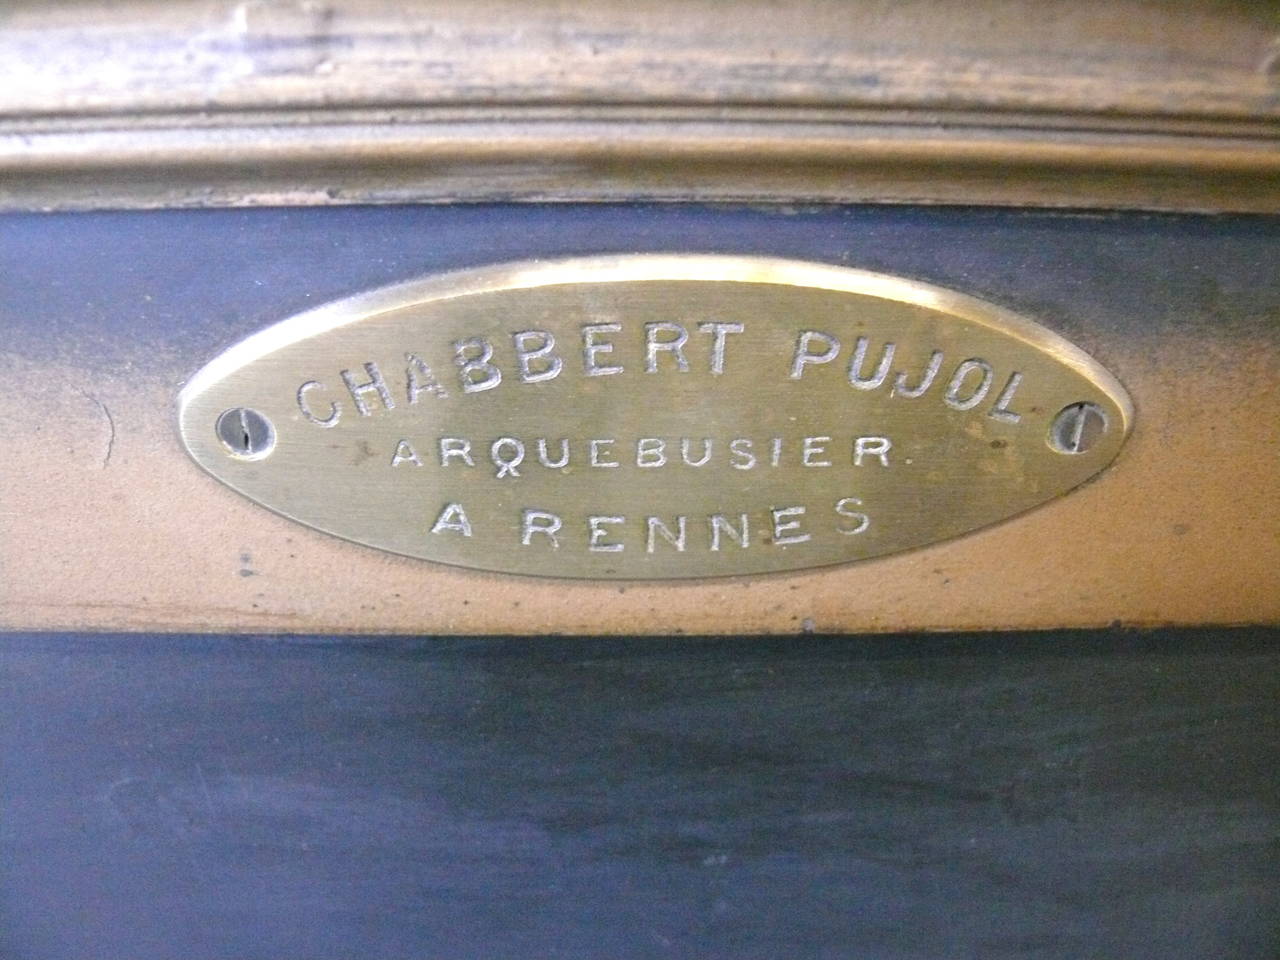 CHABBERT PUJOL
ARQUEBUSIER.
A RENNES